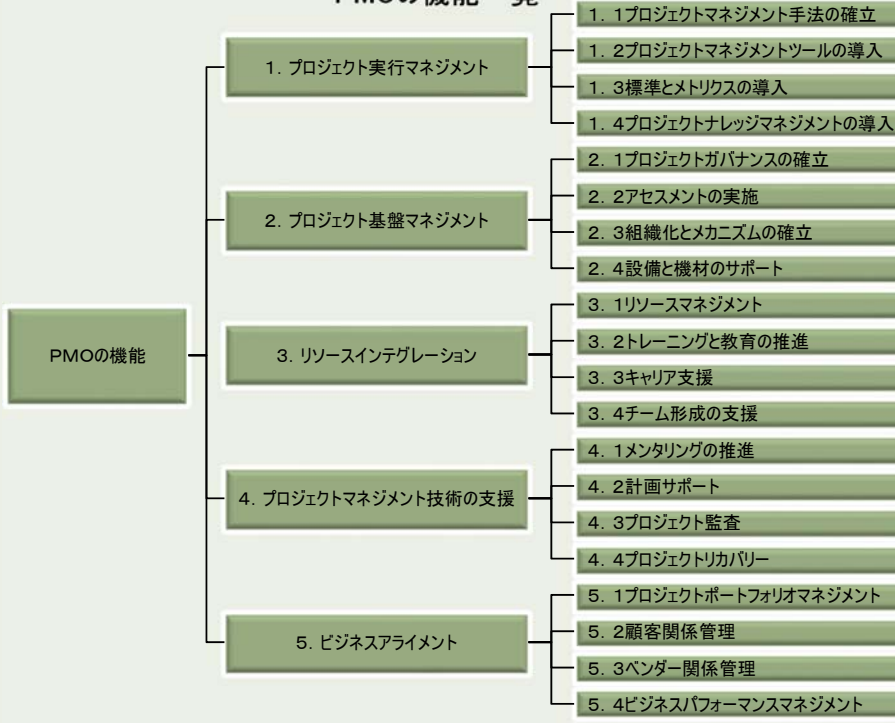 PMOの機能一覧
PMOの機能
1．プロジェクト実行マネジメント
1．1プロジェクトマネジメント手法の確立
1．2プロジェクトマネジメントツールの導入
1．3標準とメトリクスの導入
1．4プロジェクトナレッジマネジメントの導入
2．プロジェクト基盤マネジメント
2．1プロジェクトガバナンスの確立
2．2アセスメントの実施
2．3組織化とメカニズムの確立
2．4設備と機材のサポート
3．リソースインテグレーション
3．1リソースマネジメント
3．2トレーニングと教育の推進
3．3キャリア支援
3．4チーム形成の支援
4．プロジェクトマネジメント技術の支援
4．1メンタリングの推進
4．2計画サポート
4．3プロジェクト監査
4．4プロジェクトリカバリー
5．ビジネスアライメント
5．1プロジェクトポートフォリオマネジメント
5．2顧客関係管理
5．3ベンダー関係管理
5．4ビジネスパフォーマンスマネジメント